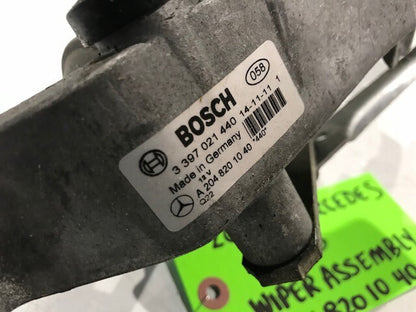 058
BOSCH
3 397 021 440 14-11-11 1
Made in Germany "440"
12 V
A 204 820 10 40
Q22
WIPER ASSEMBLY
820 10 40